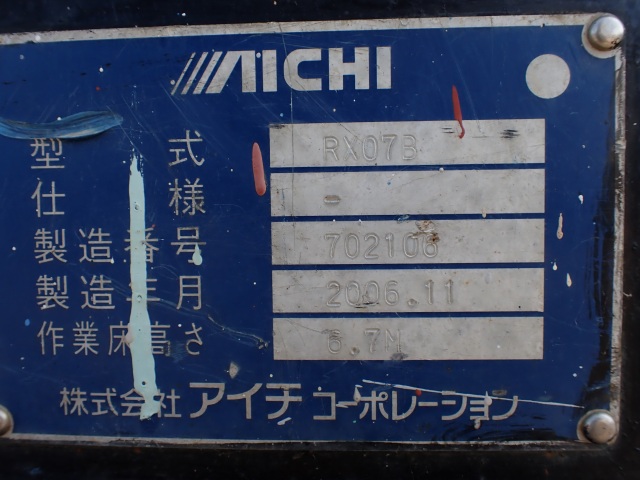 AICHI
型式 RX07B
仕様 -
製造番号 702106
製造年月 2006.11
作業床高さ 6.7M
株式会社 アイチ コーポレーション